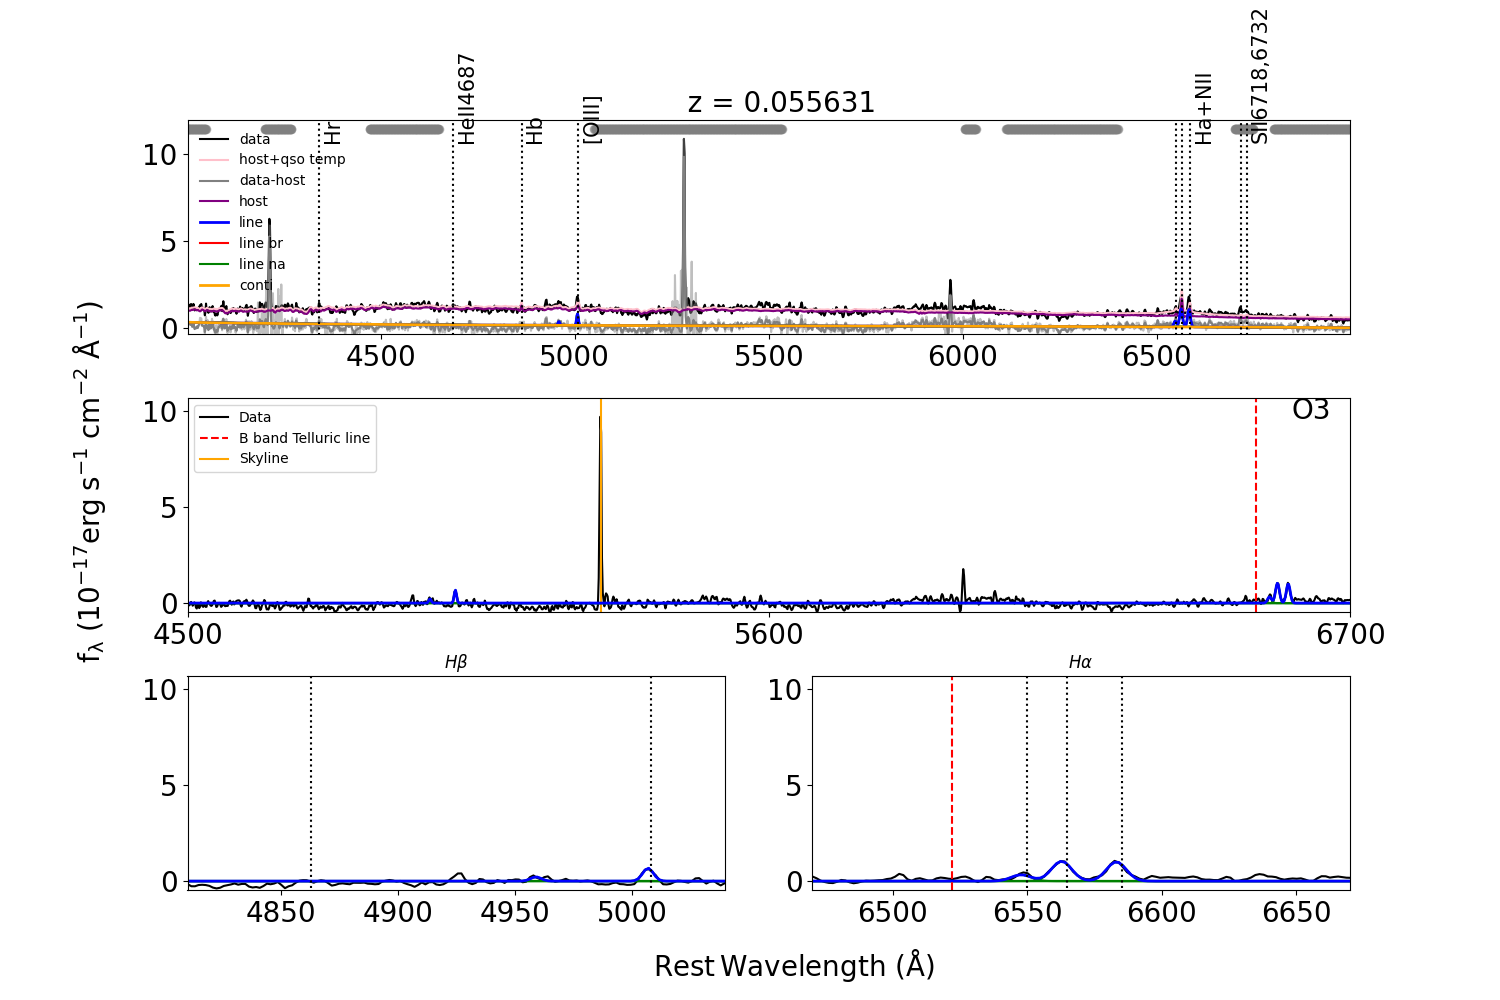 z = 0.055631
Hr
HeII4687
Hb
[OIII]
Ha+NII
SII6718,6732
data
host+qso temp
data-host
host
line
line br
line na
conti
10
5
0
4500
5000
5500
6000
6500
fλ (10⁻¹⁷erg s⁻¹ cm⁻² Å⁻¹)
O3
Data
B band Telluric line
Skyline
10
5
0
4500
5600
6700
Hβ
10
5
0
4850
4900
4950
5000
Hα
10
5
0
6500
6550
6600
6650
Rest Wavelength (Å)